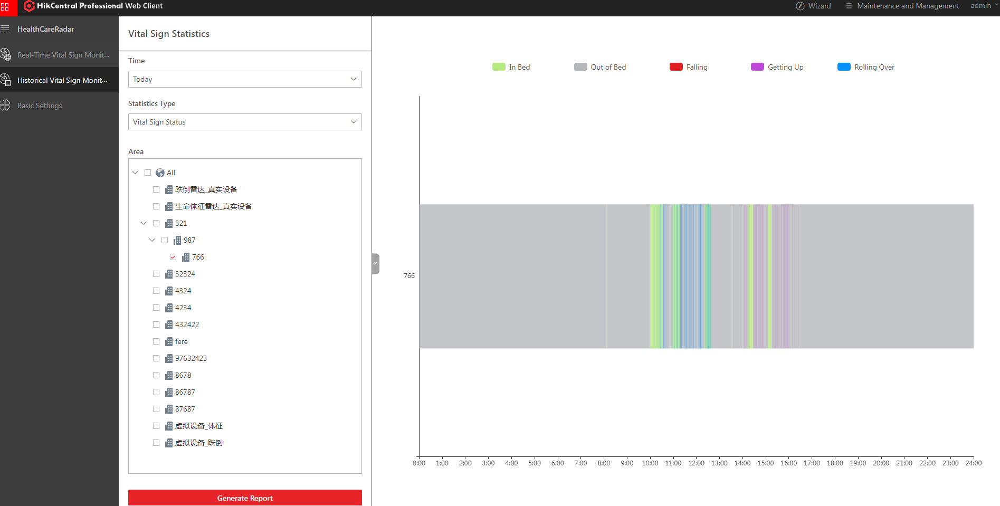 HikCentral Professional Web Client
Wizard
Maintenance and Management
admin
HealthCareRadar
Real-Time Vital Sign Monit...
Historical Vital Sign Monit...
Basic Settings
Vital Sign Statistics
Time
Today
Statistics Type
Vital Sign Status
Area
All
跌倒雷达_真实设备
生命体征雷达_真实设备
321
987
766
32324
4324
4234
432422
fere
97632423
8678
86787
87687
虚拟设备_体征
虚拟设备_跌倒
Generate Report
In Bed
Out of Bed
Falling
Getting Up
Rolling Over
766
0:00 1:00 2:00 3:00 4:00 5:00 6:00 7:00 8:00 9:00 10:00 11:00 12:00 13:00 14:00 15:00 16:00 17:00 18:00 19:00 20:00 21:00 22:00 23:00 24:00